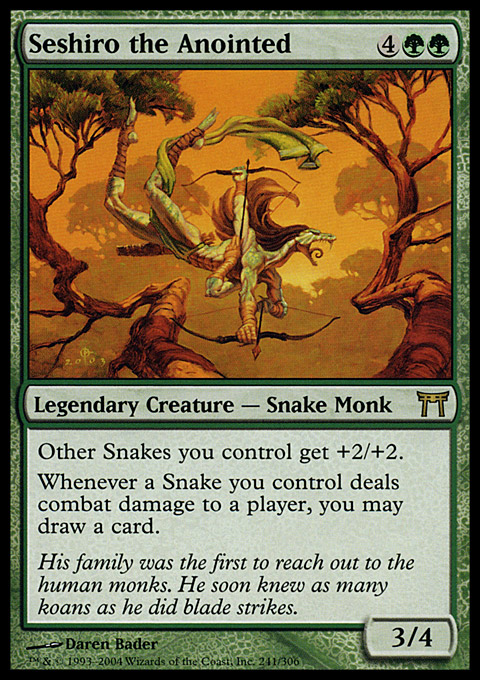 Seshiro the Anointed 4
2003
Legendary Creature — Snake Monk
Other Snakes you control get +2/+2.
Whenever a Snake you control deals
combat damage to a player, you may
draw a card.
His family was the first to reach out to the
human monks. He soon knew as many
koans as he did blade strikes.
Daren Bader
3/4
™ & © 1993–2004 Wizards of the Coast, Inc. 241/306